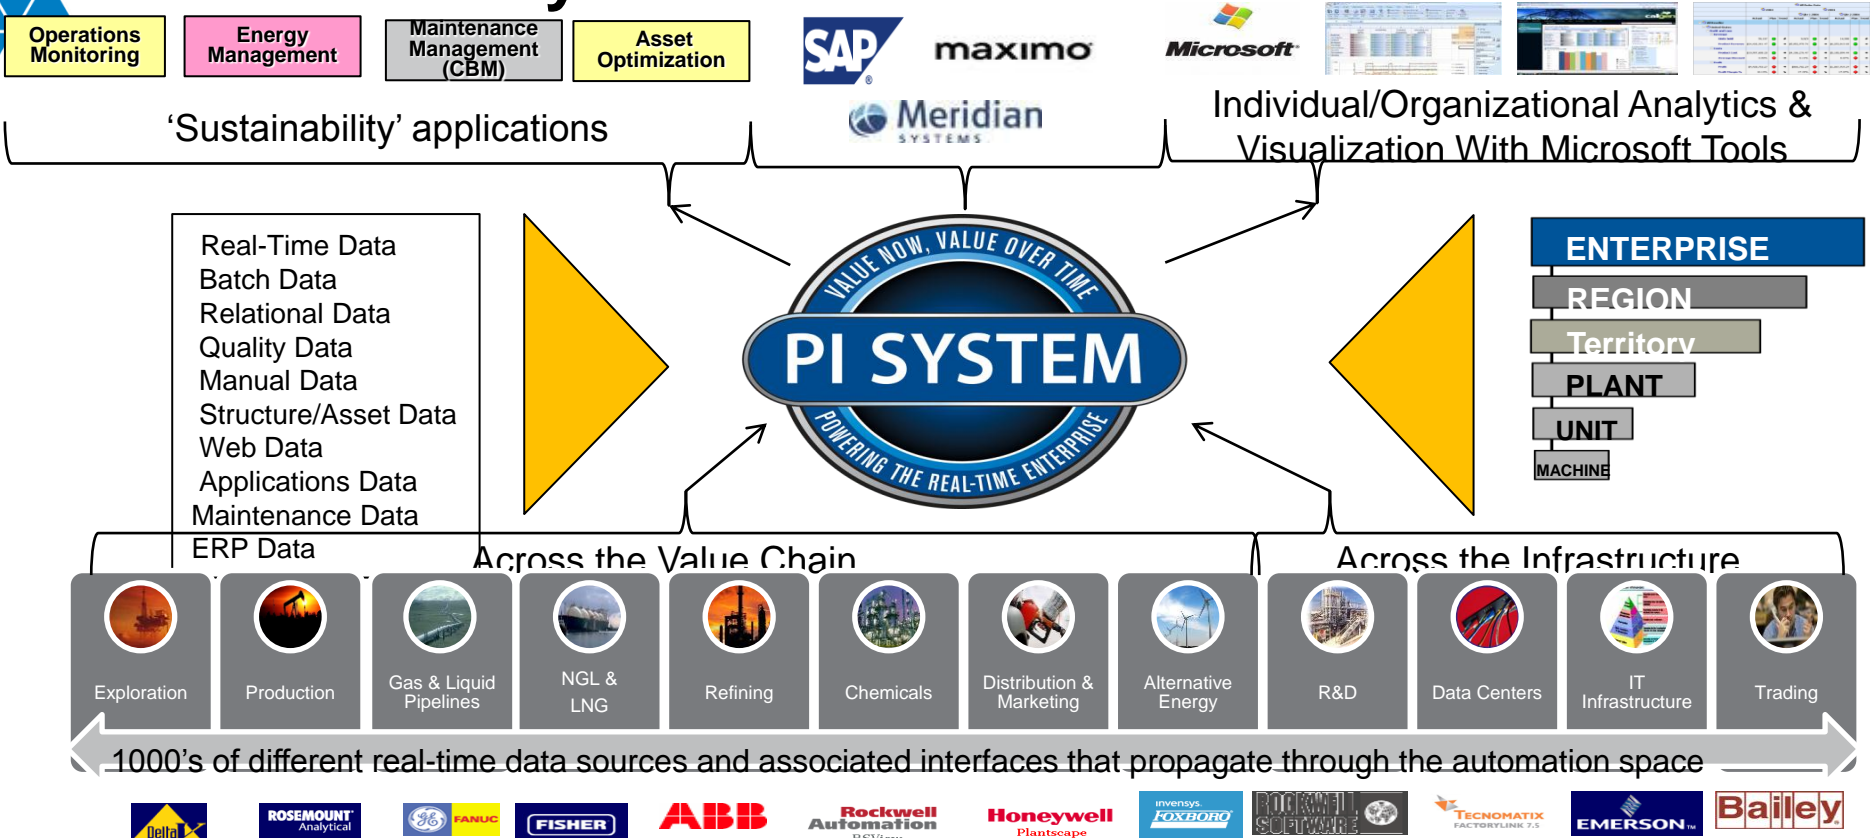 Operations
Monitoring
Energy
Management
Maintenance
Management
(CBM)
Asset
Optimization
SAP
maximo
Microsoft
Meridian
SYSTEMS
‘Sustainability’ applications
Individual/Organizational Analytics &
Visualization With Microsoft Tools
Real-Time Data
Batch Data
Relational Data
Quality Data
Manual Data
Structure/Asset Data
Web Data
Applications Data
Maintenance Data
ERP Data
VALUE NOW, VALUE OVER TIME
PI SYSTEM
POWERING THE REAL-TIME ENTERPRISE
ENTERPRISE
REGION
Territory
PLANT
UNIT
MACHINE
Across the Value Chain
Across the Infrastructure
Exploration
Production
Gas & Liquid
Pipelines
NGL &
LNG
Refining
Chemicals
Distribution &
Marketing
Alternative
Energy
R&D
Data Centers
IT
Infrastructure
Trading
1000’s of different real-time data sources and associated interfaces that propagate through the automation space
DeltaV
ROSEMOUNT
Analytical
GE FANUC
FISHER
ABB
Rockwell
Automation
RSView
Honeywell
Plantscape
invensys
FOXBORO
ROCKWELL
SOFTWARE
TECNOMATIX
FACTORYLINK 7.5
EMERSON
Bailey